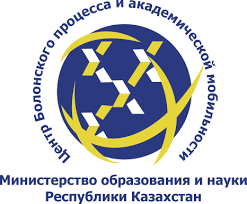 Центр Болонского процесса и академической мобильности
Министерство образования и науки
Республики Казахстан